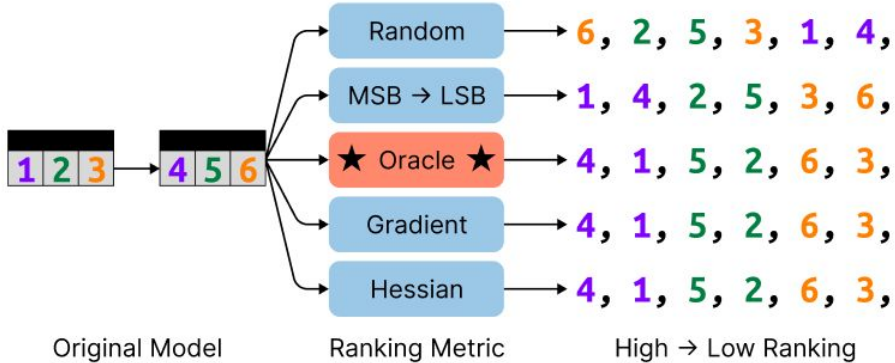 Random 6, 2, 5, 3, 1, 4,
MSB → LSB 1, 4, 2, 5, 3, 6,
1 2 3 4 5 6 ★ Oracle ★ 4, 1, 5, 2, 6, 3,
Gradient 4, 1, 5, 2, 6, 3,
Hessian 4, 1, 5, 2, 6, 3,
Original Model Ranking Metric High → Low Ranking